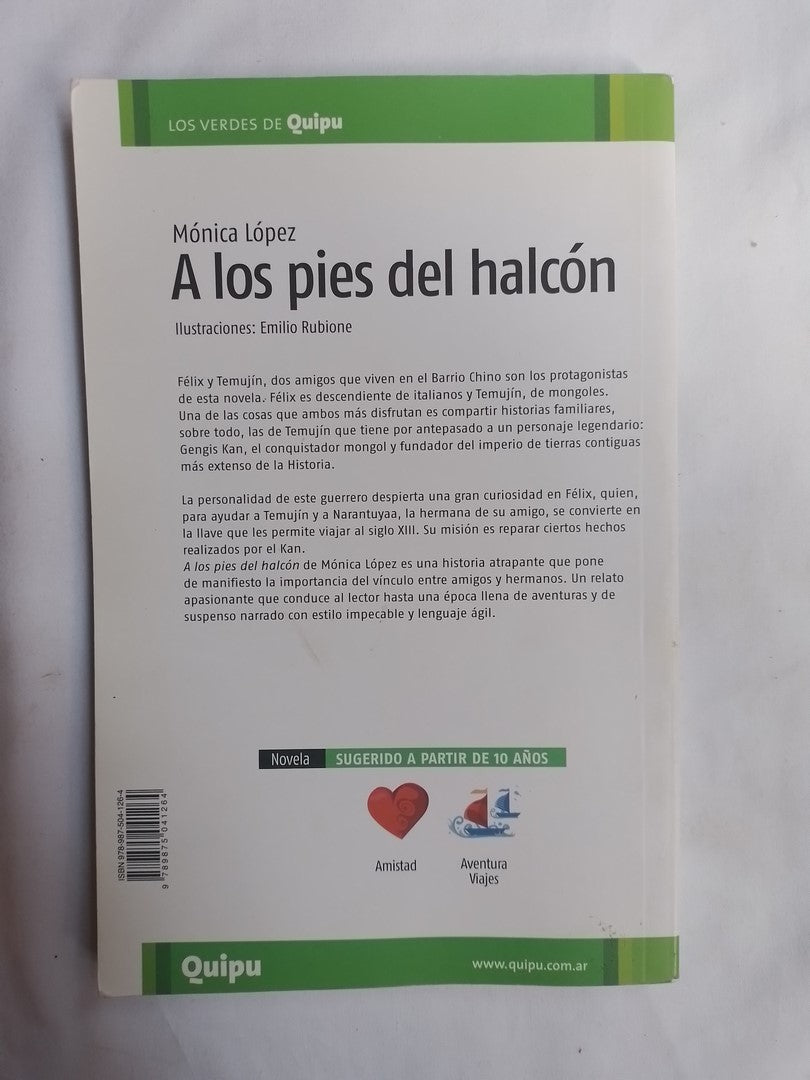 LOS VERDES DE Quipu
Mónica López
A los pies del halcón
Ilustraciones: Emilio Rubione
Félix y Temujín, dos amigos que viven en el Barrio Chino son los protagonistas
de esta novela. Félix es descendiente de italianos y Temujín, de mongoles.
Una de las cosas que ambos más disfrutan es compartir historias familiares,
sobre todo, las de Temujín que tiene por antepasado a un personaje legendario:
Gengis Kan, el conquistador mongol y fundador del imperio de tierras contiguas
más extenso de la Historia.
La personalidad de este guerrero despierta una gran curiosidad en Félix, quien,
para ayudar a Temujín y a Narantuyaa, la hermana de su amigo, se convierte en
la llave que les permite viajar al siglo XIII. Su misión es reparar ciertos hechos
realizados por el Kan.
A los pies del halcón de Mónica López es una historia atrapante que pone
de manifiesto la importancia del vínculo entre amigos y hermanos. Un relato
apasionante que conduce al lector hasta una época llena de aventuras y de
suspenso narrado con estilo impecable y lenguaje ágil.
Novela SUGERIDO A PARTIR DE 10 AÑOS
Amistad
Aventura
Viajes
ISBN 978-987-504-126-4
9 789875 041264
Quipu
www.quipu.com.ar